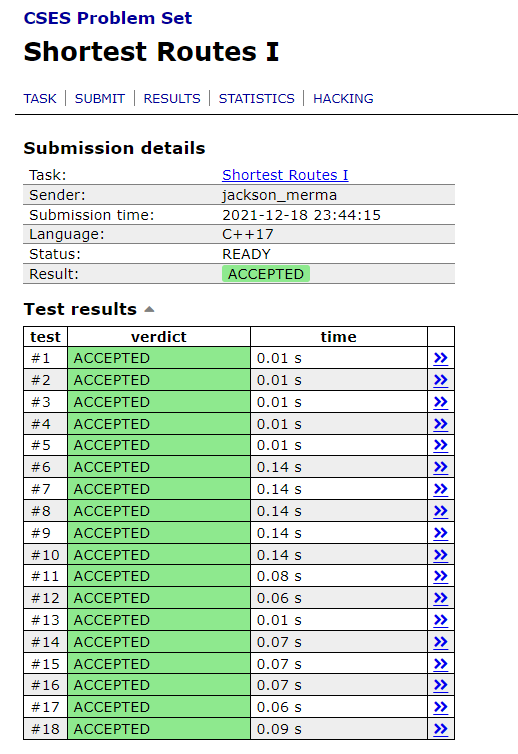 CSES Problem Set
Shortest Routes I
TASK | SUBMIT | RESULTS | STATISTICS | HACKING
Submission details
Task: Shortest Routes I
Sender: jackson_merma
Submission time: 2021-12-18 23:44:15
Language: C++17
Status: READY
Result: ACCEPTED
Test results
test verdict time
#1 ACCEPTED 0.01 s »
#2 ACCEPTED 0.01 s »
#3 ACCEPTED 0.01 s »
#4 ACCEPTED 0.01 s »
#5 ACCEPTED 0.01 s »
#6 ACCEPTED 0.14 s »
#7 ACCEPTED 0.14 s »
#8 ACCEPTED 0.14 s »
#9 ACCEPTED 0.14 s »
#10 ACCEPTED 0.14 s »
#11 ACCEPTED 0.08 s »
#12 ACCEPTED 0.06 s »
#13 ACCEPTED 0.01 s »
#14 ACCEPTED 0.07 s »
#15 ACCEPTED 0.07 s »
#16 ACCEPTED 0.07 s »
#17 ACCEPTED 0.06 s »
#18 ACCEPTED 0.09 s »